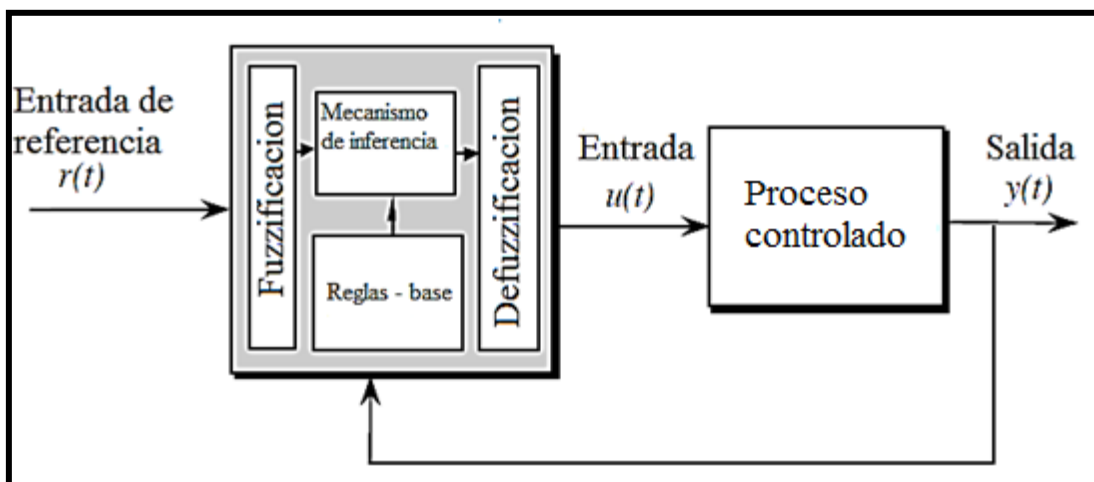 Entrada de
referencia
r(t)
Fuzzificacion
Mecanismo
de inferencia
Reglas - base
Defuzzificacion
Entrada
u(t)
Proceso
controlado
Salida
y(t)